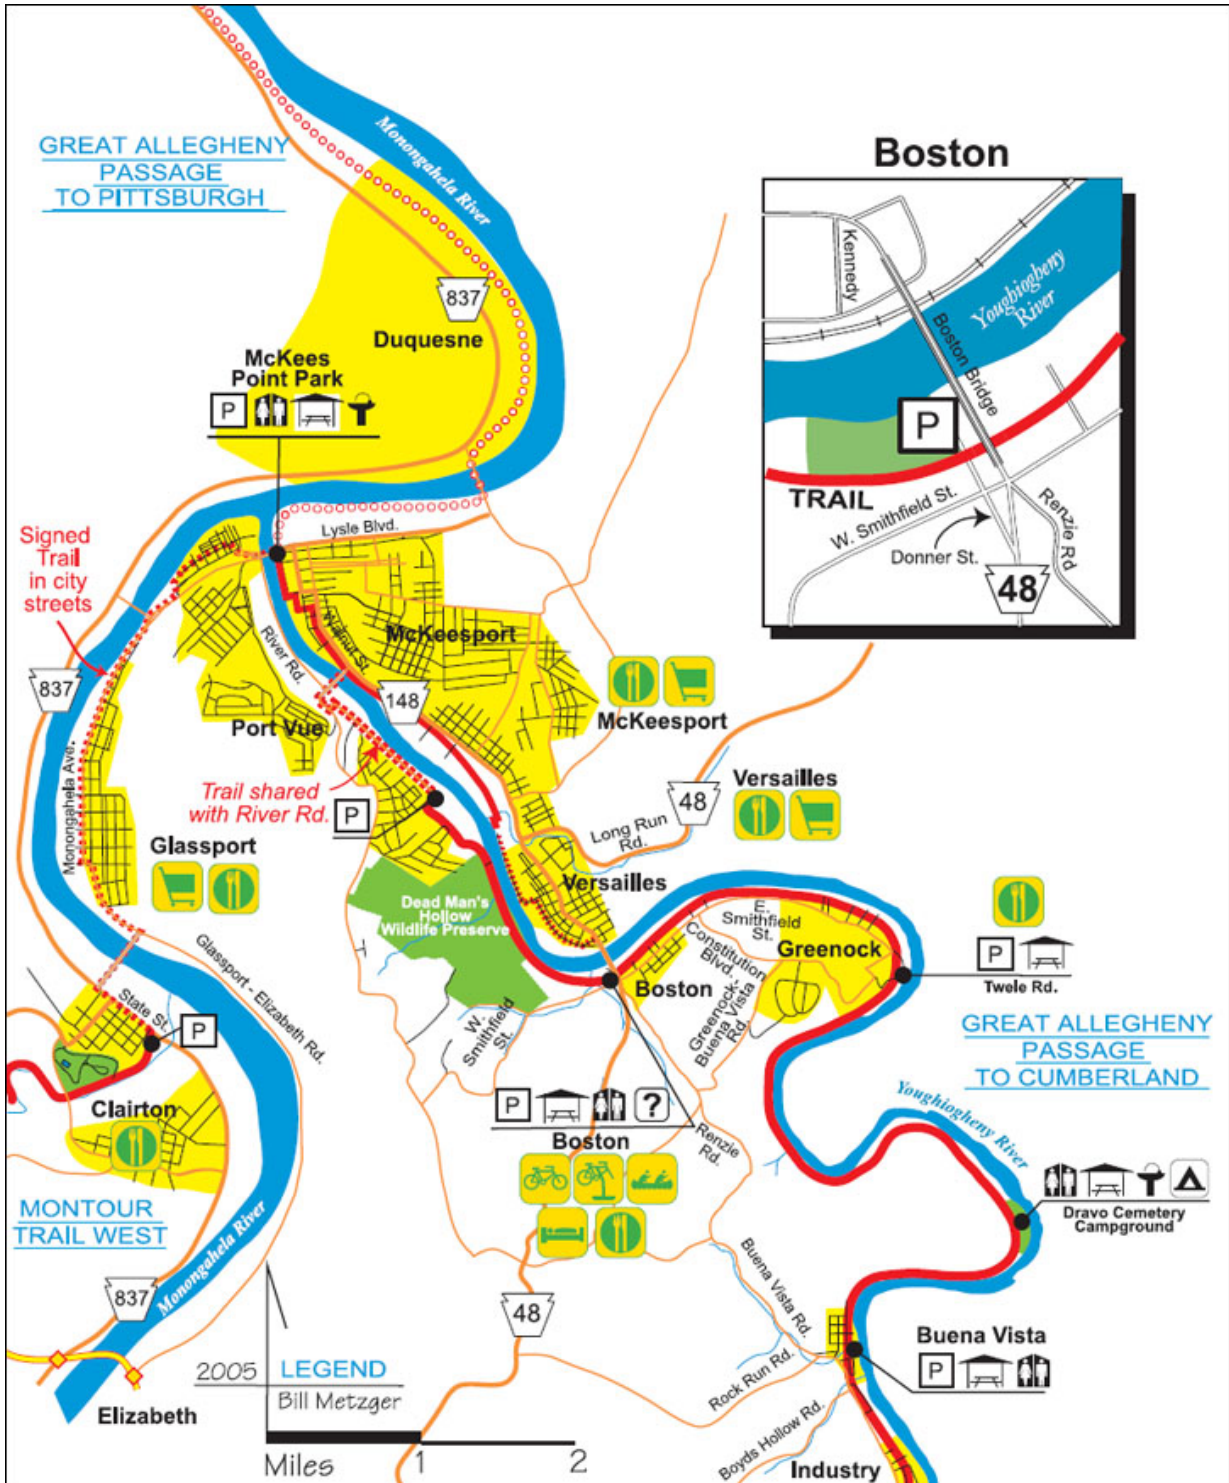 GREAT ALLEGHENY
PASSAGE
TO PITTSBURGH
Monongahela River
837
Duquesne
McKees
Point Park
P
Boston
Kennedy
Youghiogheny
River
Boston Bridge
P
TRAIL
W. Smithfield St.
Donner St.
Renzie Rd
48
Signed
Trail
in city
streets
Lysle Blvd.
McKeesport
Walnut St.
River Rd.
837
148
Port Vue
McKeesport
Trail shared
with River Rd.
P
Monongahela Ave.
48
Versailles
Long Run
Rd.
Glassport
Versailles
Dead Man's
Hollow
Wildlife Preserve
E.
Smithfield
St.
Greenock
Constitution
Blvd.
Greenock-
Buena Vista
Rd.
Boston
P
Twele Rd.
Glassport - Elizabeth Rd.
State St.
P
W.
Smithfield
St.
GREAT ALLEGHENY
PASSAGE
TO CUMBERLAND
Clairton
P
?
Boston
Renzie
Rd.
Youghiogheny River
Dravo Cemetery
Campground
MONTOUR
TRAIL WEST
Monongahela River
837
48
Buena Vista Rd.
Buena Vista
P
Rock Run Rd.
Boyds Hollow Rd.
Industry
Elizabeth
2005
LEGEND
Bill Metzger
Miles
1
2